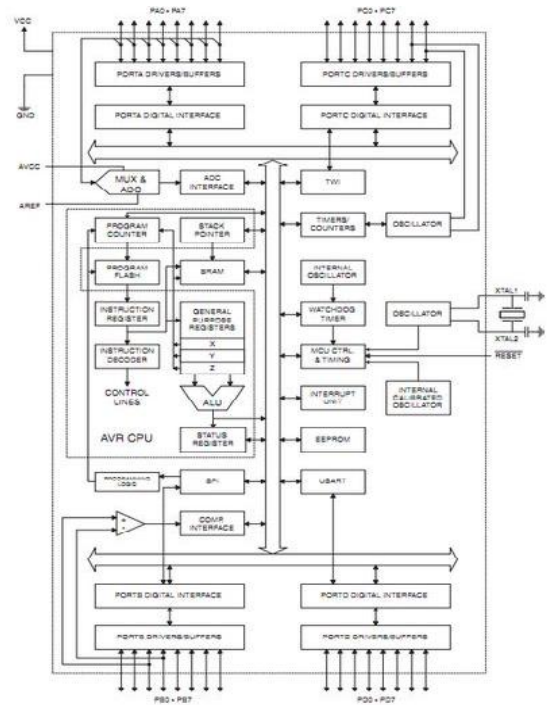 PA0 - PA7
PC0 - PC7
VCC
PORTA DRIVERS/BUFFERS
PORTC DRIVERS/BUFFERS
GND
PORTA DIGITAL INTERFACE
PORTC DIGITAL INTERFACE
AVCC
MUX &
ADC
ADC
INTERFACE
TWI
AREF
PROGRAM
COUNTER
STACK
POINTER
TIMERS/
COUNTERS
OSCILLATOR
PROGRAM
FLASH
SRAM
INTERNAL
OSCILLATOR
XTAL1
INSTRUCTION
REGISTER
GENERAL
PURPOSE
REGISTERS
WATCHDOG
TIMER
OSCILLATOR
X
XTAL2
INSTRUCTION
DECODER
Y
Z
MCU CTRL.
& TIMING
RESET
CONTROL
LINES
ALU
INTERRUPT
UNIT
INTERNAL
CALIBRATED
OSCILLATOR
AVR CPU
STATUS
REGISTER
EEPROM
PROGRAMMING
LOGIC
SPI
USART
+
-
COMP.
INTERFACE
PORTB DIGITAL INTERFACE
PORTD DIGITAL INTERFACE
PORTB DRIVERS/BUFFERS
PORTD DRIVERS/BUFFERS
PB0 - PB7
PD0 - PD7